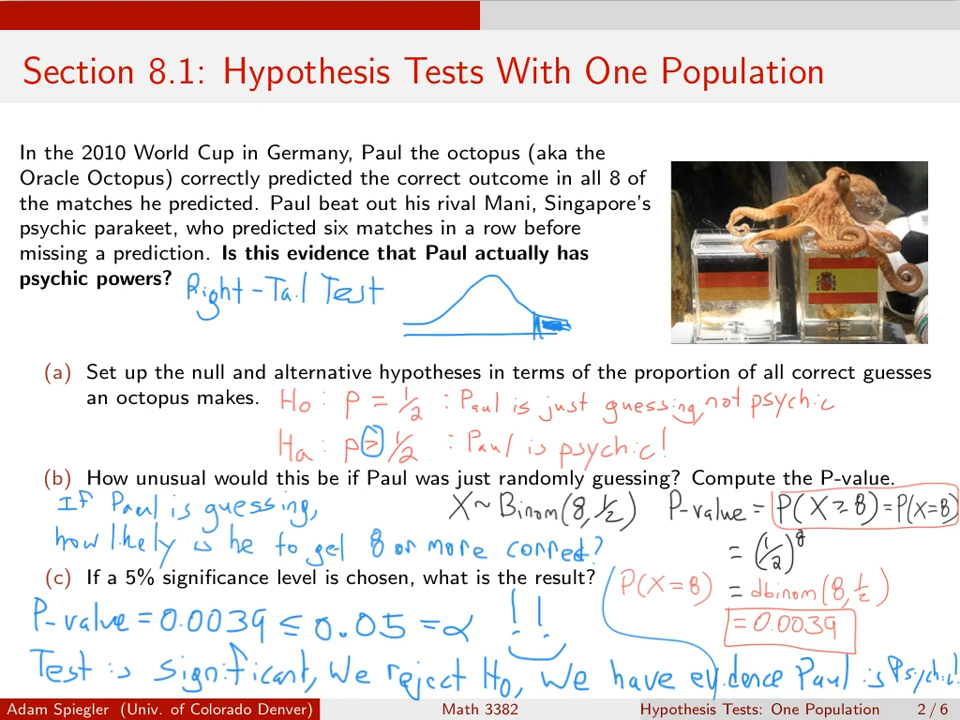 Section 8.1: Hypothesis Tests With One Population
In the 2010 World Cup in Germany, Paul the octopus (aka the
Oracle Octopus) correctly predicted the correct outcome in all 8 of
the matches he predicted. Paul beat out his rival Mani, Singapore's
psychic parakeet, who predicted six matches in a row before
missing a prediction. Is this evidence that Paul actually has
psychic powers?
Right-Tail Test
(a) Set up the null and alternative hypotheses in terms of the proportion of all correct guesses
an octopus makes.
Ho: p = 1/2 : Paul is just guessing, not psychic
Ha: p > 1/2 : Paul is psychic!
(b) How unusual would this be if Paul was just randomly guessing? Compute the P-value.
If Paul is guessing,
how likely is he to get 8 or more correct?
X ~ Binom(8, 1/2)
P-value = P(X ≥ 8) = P(X=8)
= (1/2)^8
(c) If a 5% significance level is chosen, what is the result?
P(X=8) = dbinom(8, 1/2)
= 0.0039
P-value = 0.0039 ≤ 0.05 = α !!
Test is significant, We reject Ho, We have evidence Paul is Psychic!
Adam Spiegler (Univ. of Colorado Denver) Math 3382 Hypothesis Tests: One Population 2 / 6